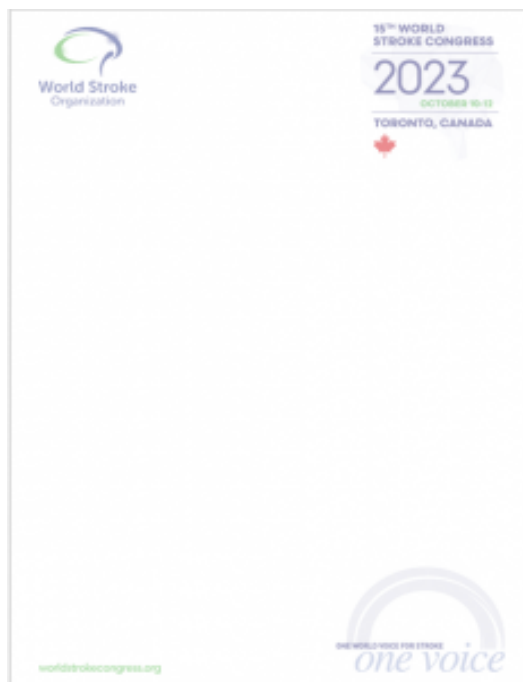 World Stroke
Organization
15TH WORLD
STROKE CONGRESS
2023
OCTOBER 10-12
TORONTO, CANADA
ONE WORLD VOICE FOR STROKE
one voice
worldstrokecongress.org